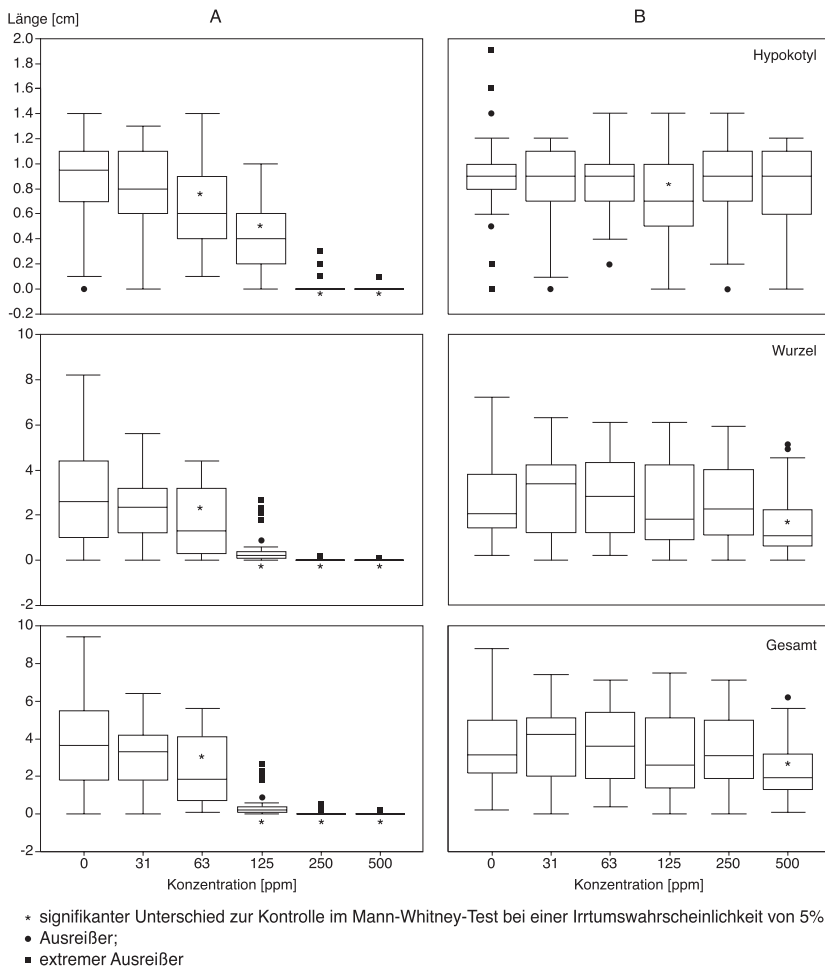 A B
Länge [cm]
2.0
1.8
1.6
1.4
1.2
1.0
0.8
0.6
0.4
0.2
0.0
-0.2
Hypokotyl
10
8
6
4
2
0
-2
Wurzel
10
8
6
4
2
0
-2
Gesamt
0 31 63 125 250 500 0 31 63 125 250 500
Konzentration [ppm] Konzentration [ppm]
* signifikanter Unterschied zur Kontrolle im Mann-Whitney-Test bei einer Irrtumswahrscheinlichkeit von 5%
● Ausreißer;
■ extremer Ausreißer